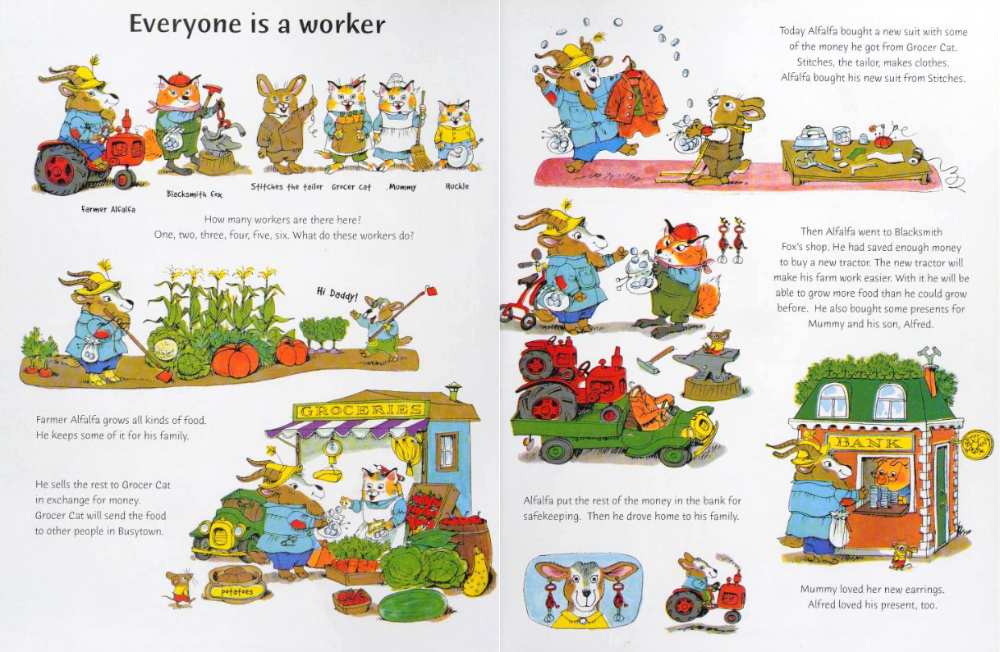 Everyone is a worker
Farmer Alfalfa
Blacksmith Fox
Stitches the tailor
Grocer Cat
Mummy
Huckle
How many workers are there here?
One, two, three, four, five, six. What do these workers do?
Hi Daddy!
Farmer Alfalfa grows all kinds of food.
He keeps some of it for his family.
He sells the rest to Grocer Cat
in exchange for money.
Grocer Cat will send the food
to other people in Busytown.
GROCERIES
potatoes
Today Alfalfa bought a new suit with some
of the money he got from Grocer Cat.
Stitches, the tailor, makes clothes.
Alfalfa bought his new suit from Stitches.
Then Alfalfa went to Blacksmith
Fox's shop. He had saved enough money
to buy a new tractor. The new tractor will
make his farm work easier. With it he will be
able to grow more food than he could grow
before. He also bought some presents for
Mummy and his son, Alfred.
BANK
Alfalfa put the rest of the money in the bank for
safekeeping. Then he drove home to his family.
Mummy loved her new earrings.
Alfred loved his present, too.